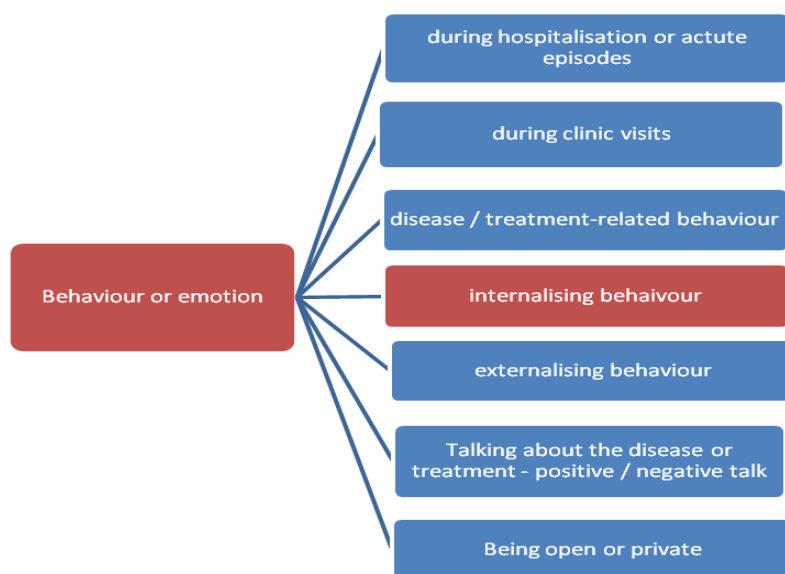 during hospitalisation or actute
episodes
during clinic visits
disease / treatment-related behaviour
Behaviour or emotion
internalising behaivour
externalising behaviour
Talking about the disease or
treatment - positive / negative talk
Being open or private